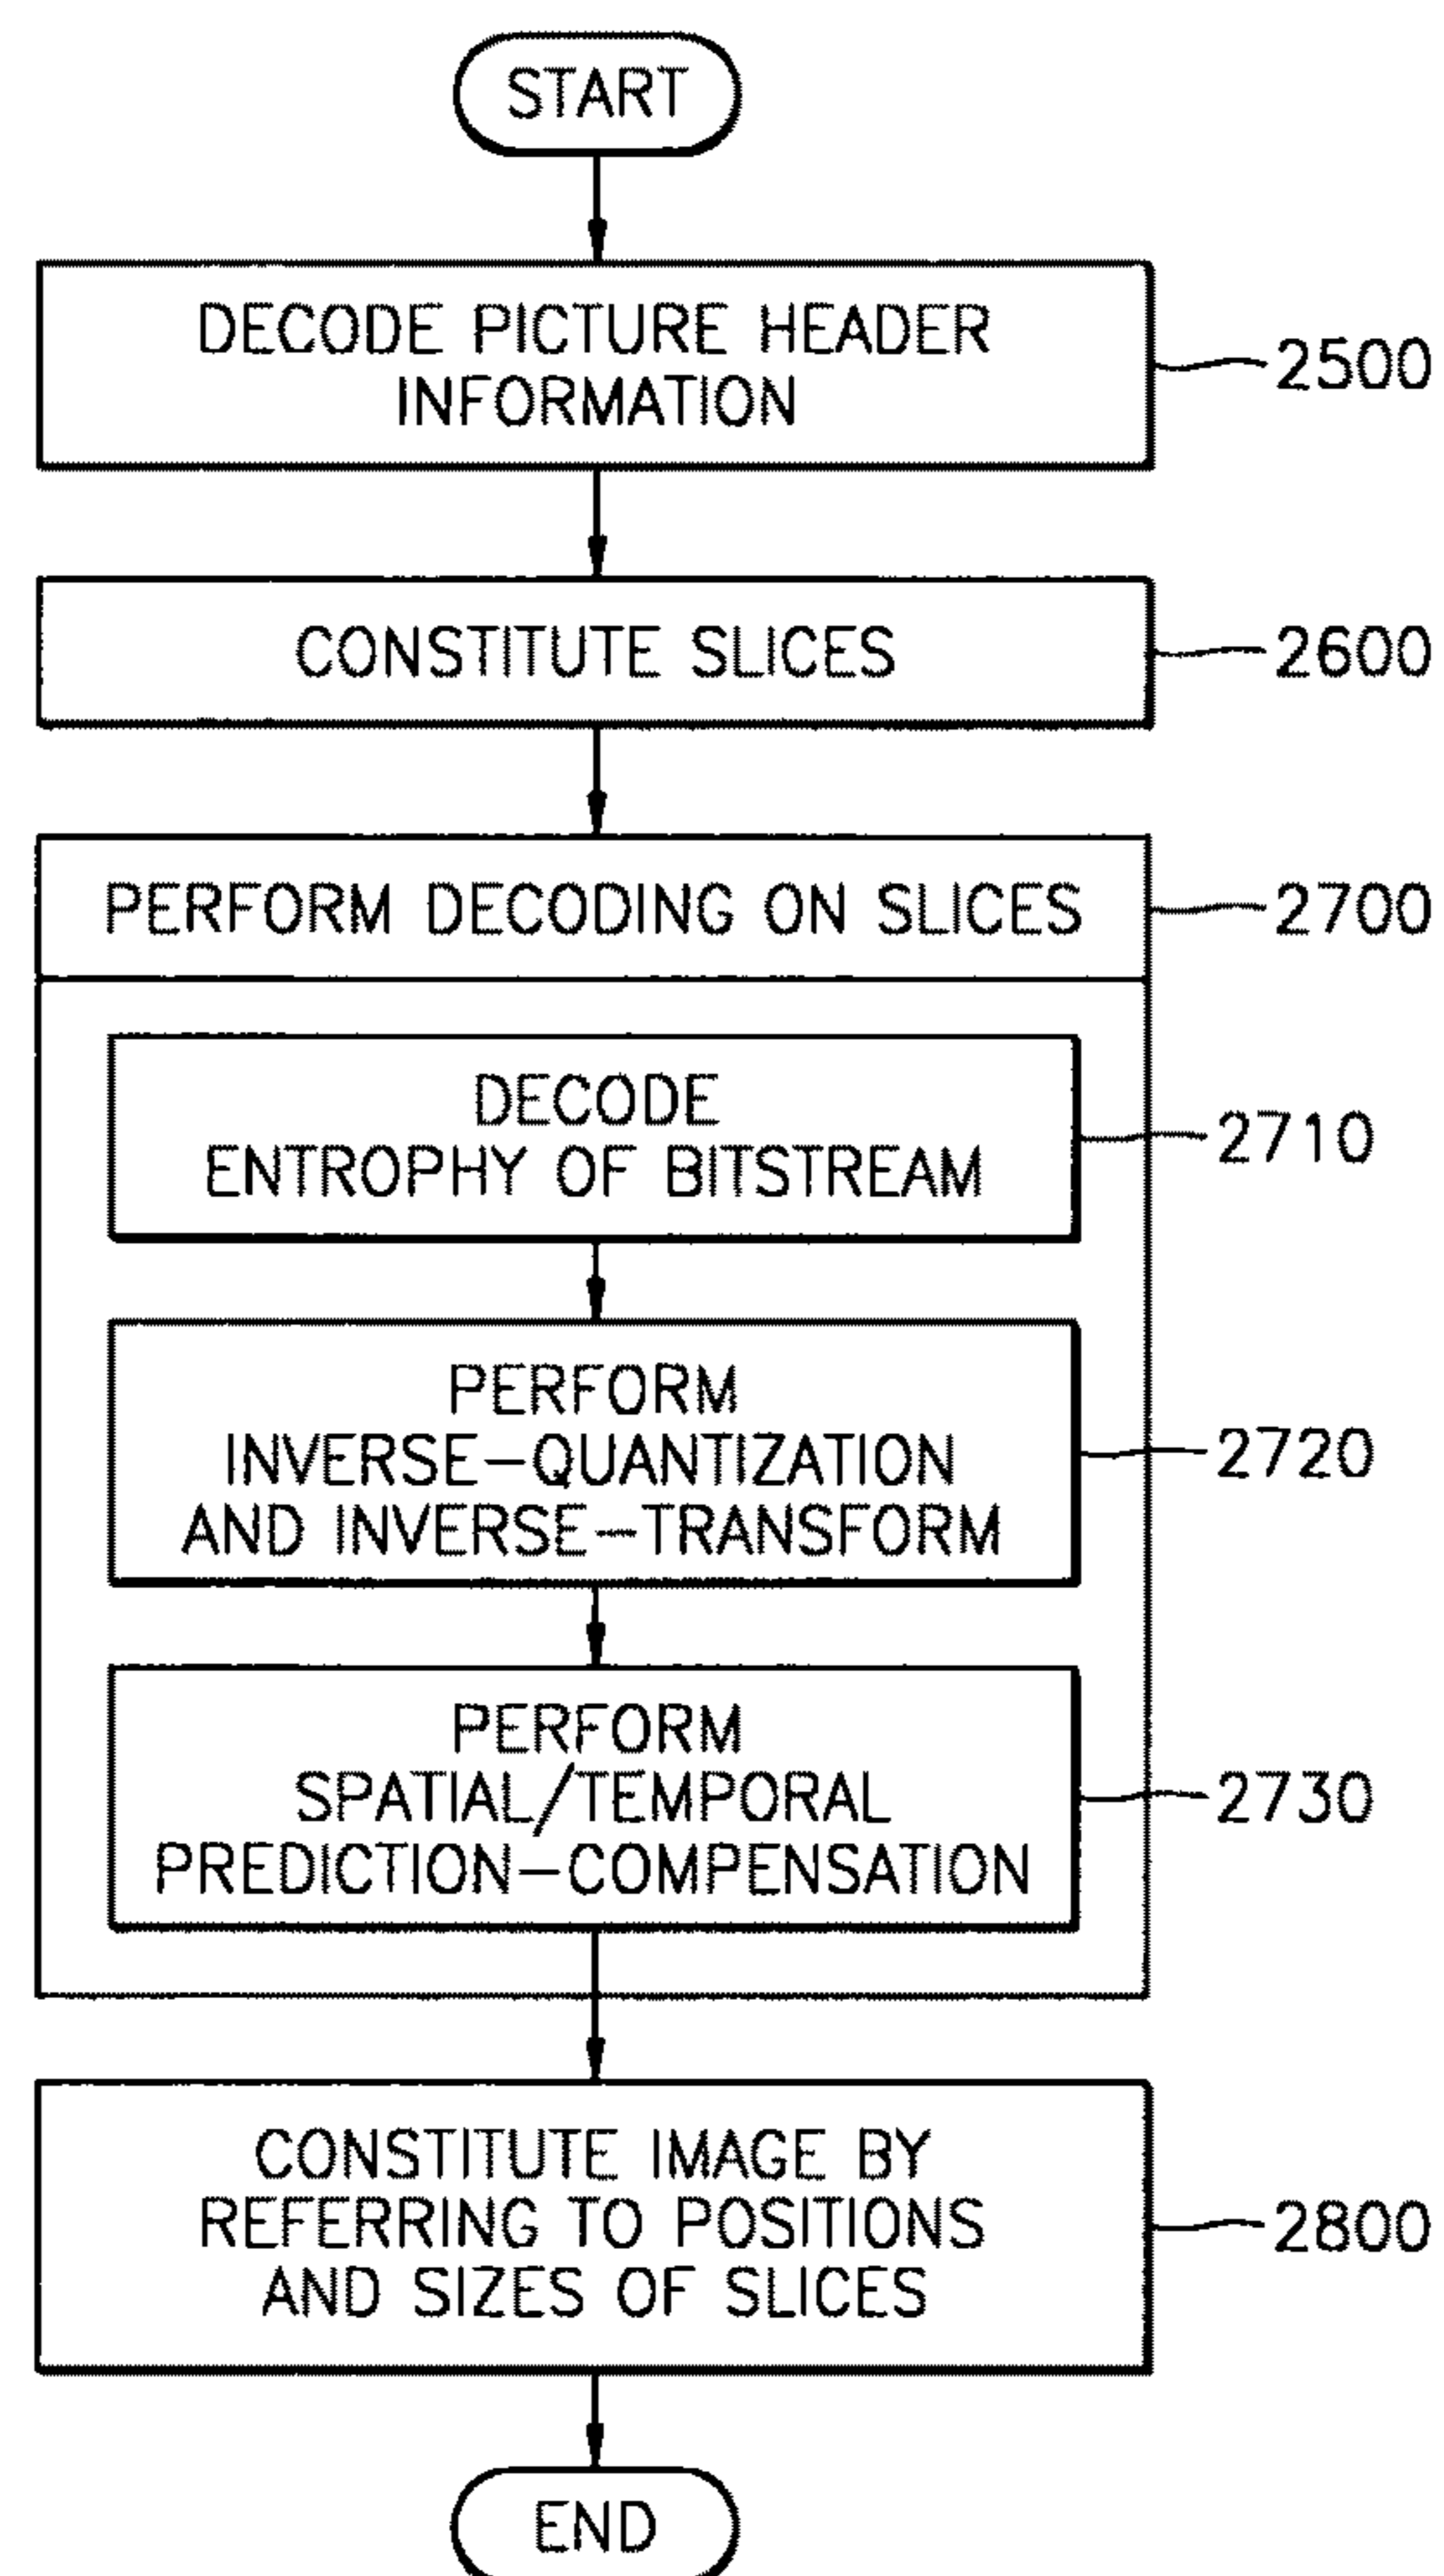 START
DECODE PICTURE HEADER
INFORMATION
2500
CONSTITUTE SLICES
2600
PERFORM DECODING ON SLICES
2700
DECODE
ENTROPHY OF BITSTREAM
2710
PERFORM
INVERSE-QUANTIZATION
AND INVERSE-TRANSFORM
2720
PERFORM
SPATIAL/TEMPORAL
PREDICTION-COMPENSATION
2730
CONSTITUTE IMAGE BY
REFERRING TO POSITIONS
AND SIZES OF SLICES
2800
END